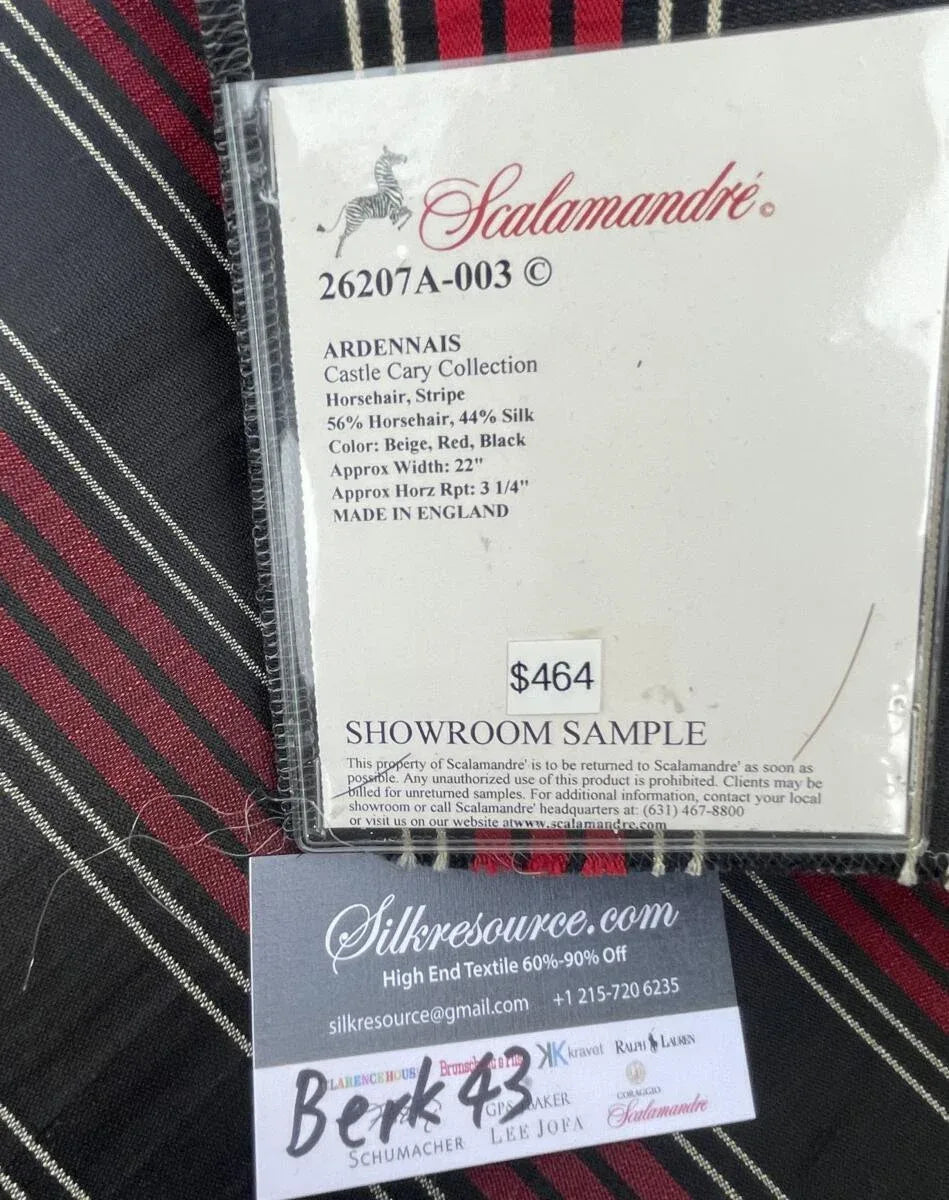 Scalamandré©
26207A-003 ©
ARDENNAIS
Castle Cary Collection
Horsehair, Stripe
56% Horsehair, 44% Silk
Color: Beige, Red, Black
Approx Width: 22"
Approx Horz Rpt: 3 1/4"
MADE IN ENGLAND
$464
SHOWROOM SAMPLE
This property of Scalamandre' is to be returned to Scalamandre' as soon as
possible. Any unauthorized use of this product is prohibited. Clients may be
billed for unreturned samples. For additional information, contact your local
showroom or call Scalamandre' headquarters at: (631) 467-8800
or visit us on our website atwww.scalamandre.com
Silkresource.com
High End Textile 60%-90% Off
silkresource@gmail.com +1 215-720 6235
kravet RALPH LAUREN
Berk 43
CORAGGIO
SCHUMACHER LEE JOFA Scalamandré